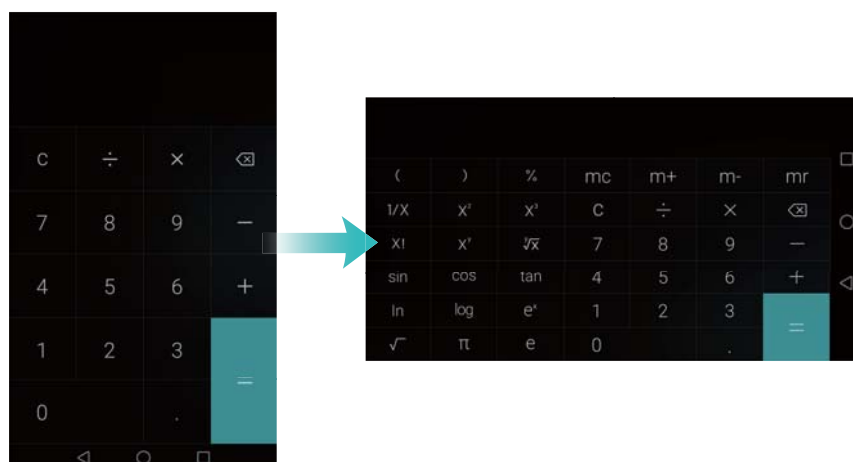 C ÷ ×
7 8 9 −
4 5 6 +
1 2 3
=
0 .
( ) % mc m+ m- mr
1/X X² X³ C ÷ ×
X! Xʸ ʸ√x 7 8 9 −
sin cos tan 4 5 6 +
ln log eˣ 1 2 3
=
√ π e 0 .